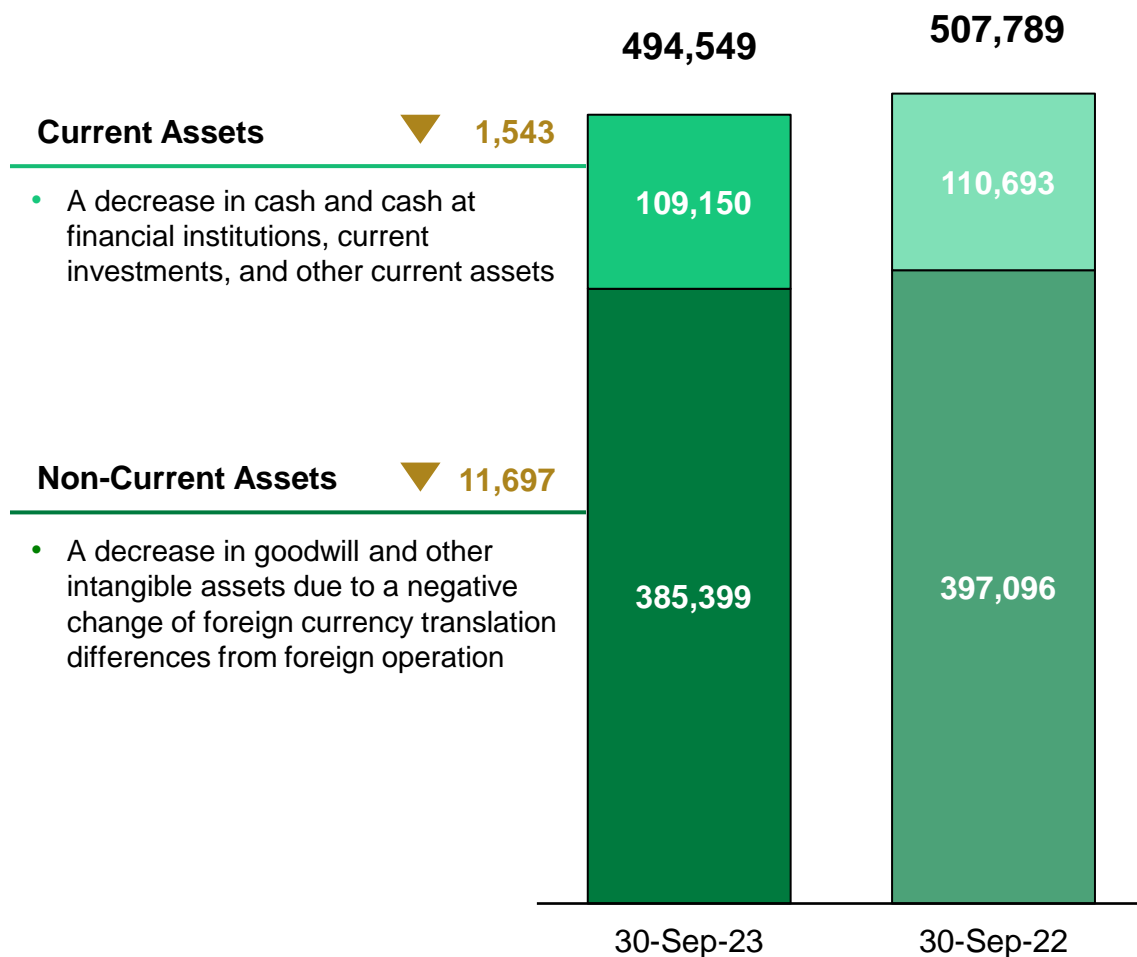 494,549
507,789
Current Assets ▼ 1,543
• A decrease in cash and cash at
financial institutions, current
investments, and other current assets
109,150
110,693
Non-Current Assets ▼ 11,697
• A decrease in goodwill and other
intangible assets due to a negative
change of foreign currency translation
differences from foreign operation
385,399
397,096
30-Sep-23
30-Sep-22